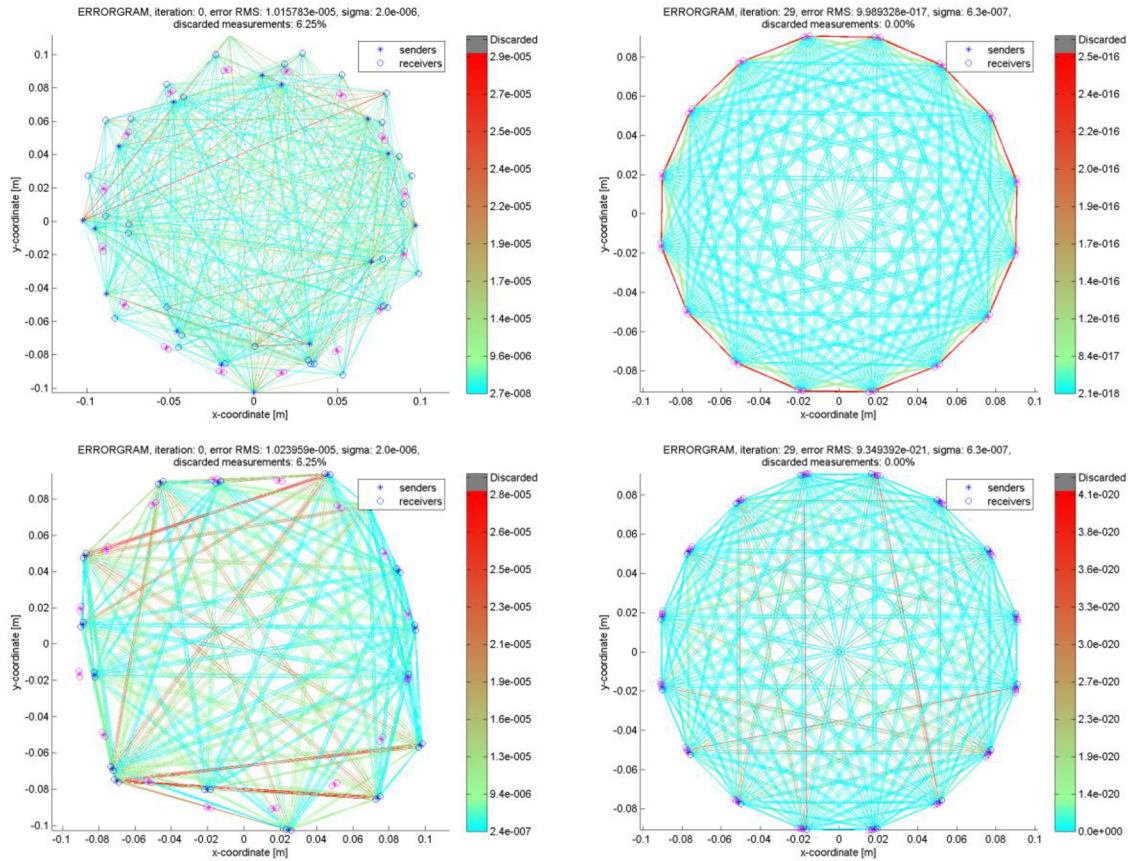 ERRORGRAM, iteration: 0, error RMS: 1.015783e-005, sigma: 2.0e-006,
discarded measurements: 6.25%
0.1
0.08
0.06
0.04
0.02
0
-0.02
-0.04
-0.06
-0.08
-0.1
y-coordinate [m]
-0.1
-0.05
0
0.05
0.1
x-coordinate [m]
senders
receivers
Discarded
2.9e-005
2.7e-005
2.4e-005
2.2e-005
1.9e-005
1.7e-005
1.4e-005
1.2e-005
9.6e-006
7.2e-006
2.7e-008
ERRORGRAM, iteration: 29, error RMS: 9.989328e-017, sigma: 6.3e-007,
discarded measurements: 0.00%
0.08
0.06
0.04
0.02
0
-0.02
-0.04
-0.06
-0.08
y-coordinate [m]
-0.08 -0.06 -0.04 -0.02 0 0.02 0.04 0.06 0.08 0.1
x-coordinate [m]
senders
receivers
Discarded
2.5e-016
2.3e-016
2.1e-016
1.9e-016
1.7e-016
1.5e-016
1.2e-016
1.0e-016
8.4e-017
6.3e-017
2.1e-018
ERRORGRAM, iteration: 0, error RMS: 1.023959e-005, sigma: 2.0e-006,
discarded measurements: 6.25%
0.08
0.06
0.04
0.02
0
-0.02
-0.04
-0.06
-0.08
-0.1
y-coordinate [m]
-0.1 -0.08 -0.06 -0.04 -0.02 0 0.02 0.04 0.06 0.08 0.1
x-coordinate [m]
senders
receivers
Discarded
2.8e-005
2.6e-005
2.3e-005
2.1e-005
1.9e-005
1.6e-005
1.3e-005
9.4e-006
2.4e-007
ERRORGRAM, iteration: 29, error RMS: 9.349392e-021, sigma: 6.3e-007,
discarded measurements: 0.00%
0.08
0.06
0.04
0.02
0
-0.02
-0.04
-0.06
-0.08
y-coordinate [m]
-0.08 -0.06 -0.04 -0.02 0 0.02 0.04 0.06 0.08 0.1
x-coordinate [m]
senders
receivers
Discarded
4.1e-020
3.8e-020
3.4e-020
3.0e-020
2.7e-020
2.4e-020
2.0e-020
1.7e-020
1.4e-020
1.0e-020
0.0e+000